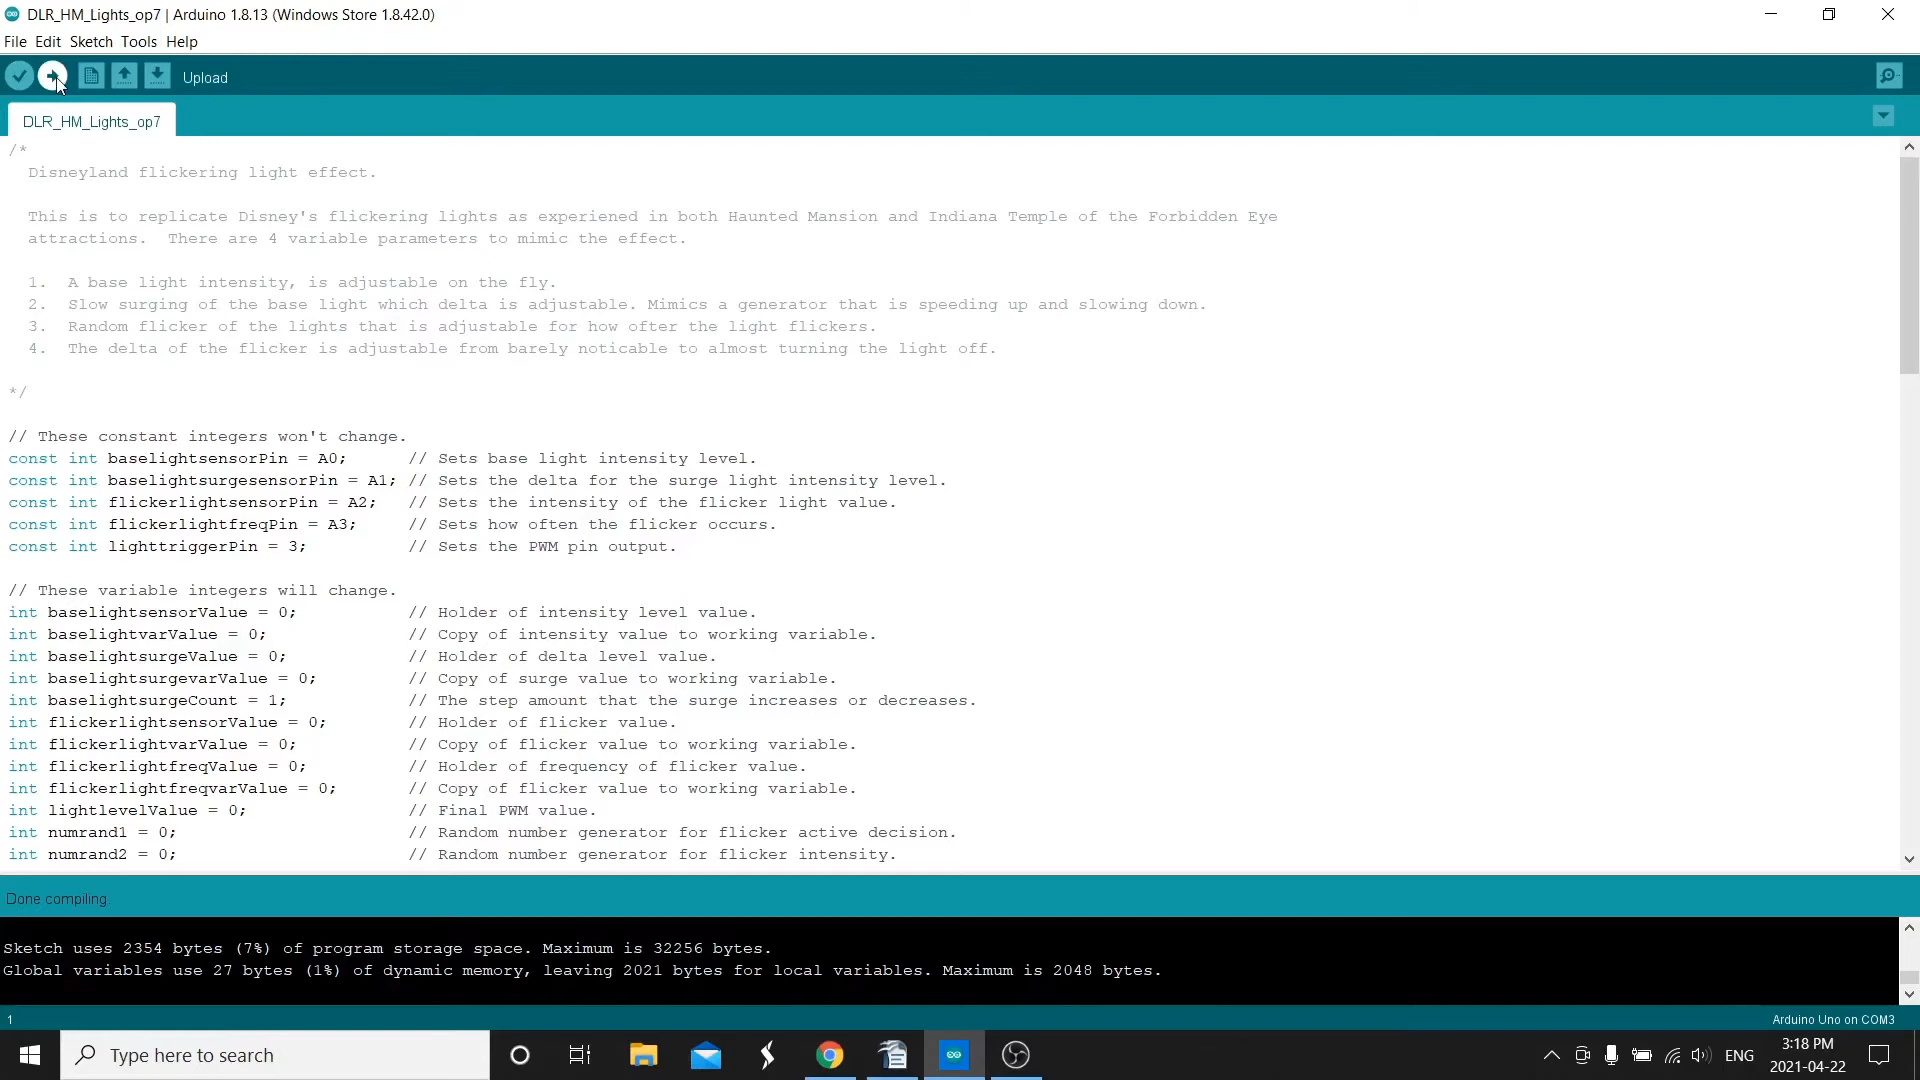 DLR_HM_Lights_op7 | Arduino 1.8.13 (Windows Store 1.8.42.0)
File Edit Sketch Tools Help
Upload
DLR_HM_Lights_op7
/*
Disneyland flickering light effect.
This is to replicate Disney's flickering lights as experiened in both Haunted Mansion and Indiana Temple of the Forbidden Eye
attractions.  There are 4 variable parameters to mimic the effect.
1.  A base light intensity, is adjustable on the fly.
2.  Slow surging of the base light which delta is adjustable. Mimics a generator that is speeding up and slowing down.
3.  Random flicker of the lights that is adjustable for how ofter the light flickers.
4.  The delta of the flicker is adjustable from barely noticable to almost turning the light off.
*/
// These constant integers won't change.
const int baselightsensorPin = A0;      // Sets base light intensity level.
const int baselightsurgesensorPin = A1; // Sets the delta for the surge light intensity level.
const int flickerlightsensorPin = A2;   // Sets the intensity of the flicker light value.
const int flickerlightfreqPin = A3;     // Sets how often the flicker occurs.
const int lighttriggerPin = 3;          // Sets the PWM pin output.
// These variable integers will change.
int baselightsensorValue = 0;           // Holder of intensity level value.
int baselightvarValue = 0;              // Copy of intensity value to working variable.
int baselightsurgeValue = 0;            // Holder of delta level value.
int baselightsurgevarValue = 0;         // Copy of surge value to working variable.
int baselightsurgeCount = 1;            // The step amount that the surge increases or decreases.
int flickerlightsensorValue = 0;        // Holder of flicker value.
int flickerlightvarValue = 0;           // Copy of flicker value to working variable.
int flickerlightfreqValue = 0;          // Holder of frequency of flicker value.
int flickerlightfreqvarValue = 0;       // Copy of flicker value to working variable.
int lightlevelValue = 0;                // Final PWM value.
int numrand1 = 0;                       // Random number generator for flicker active decision.
int numrand2 = 0;                       // Random number generator for flicker intensity.
Done compiling.
Sketch uses 2354 bytes (7%) of program storage space. Maximum is 32256 bytes.
Global variables use 27 bytes (1%) of dynamic memory, leaving 2021 bytes for local variables. Maximum is 2048 bytes.
1
Arduino Uno on COM3
Type here to search
ENG
3:18 PM
2021-04-22